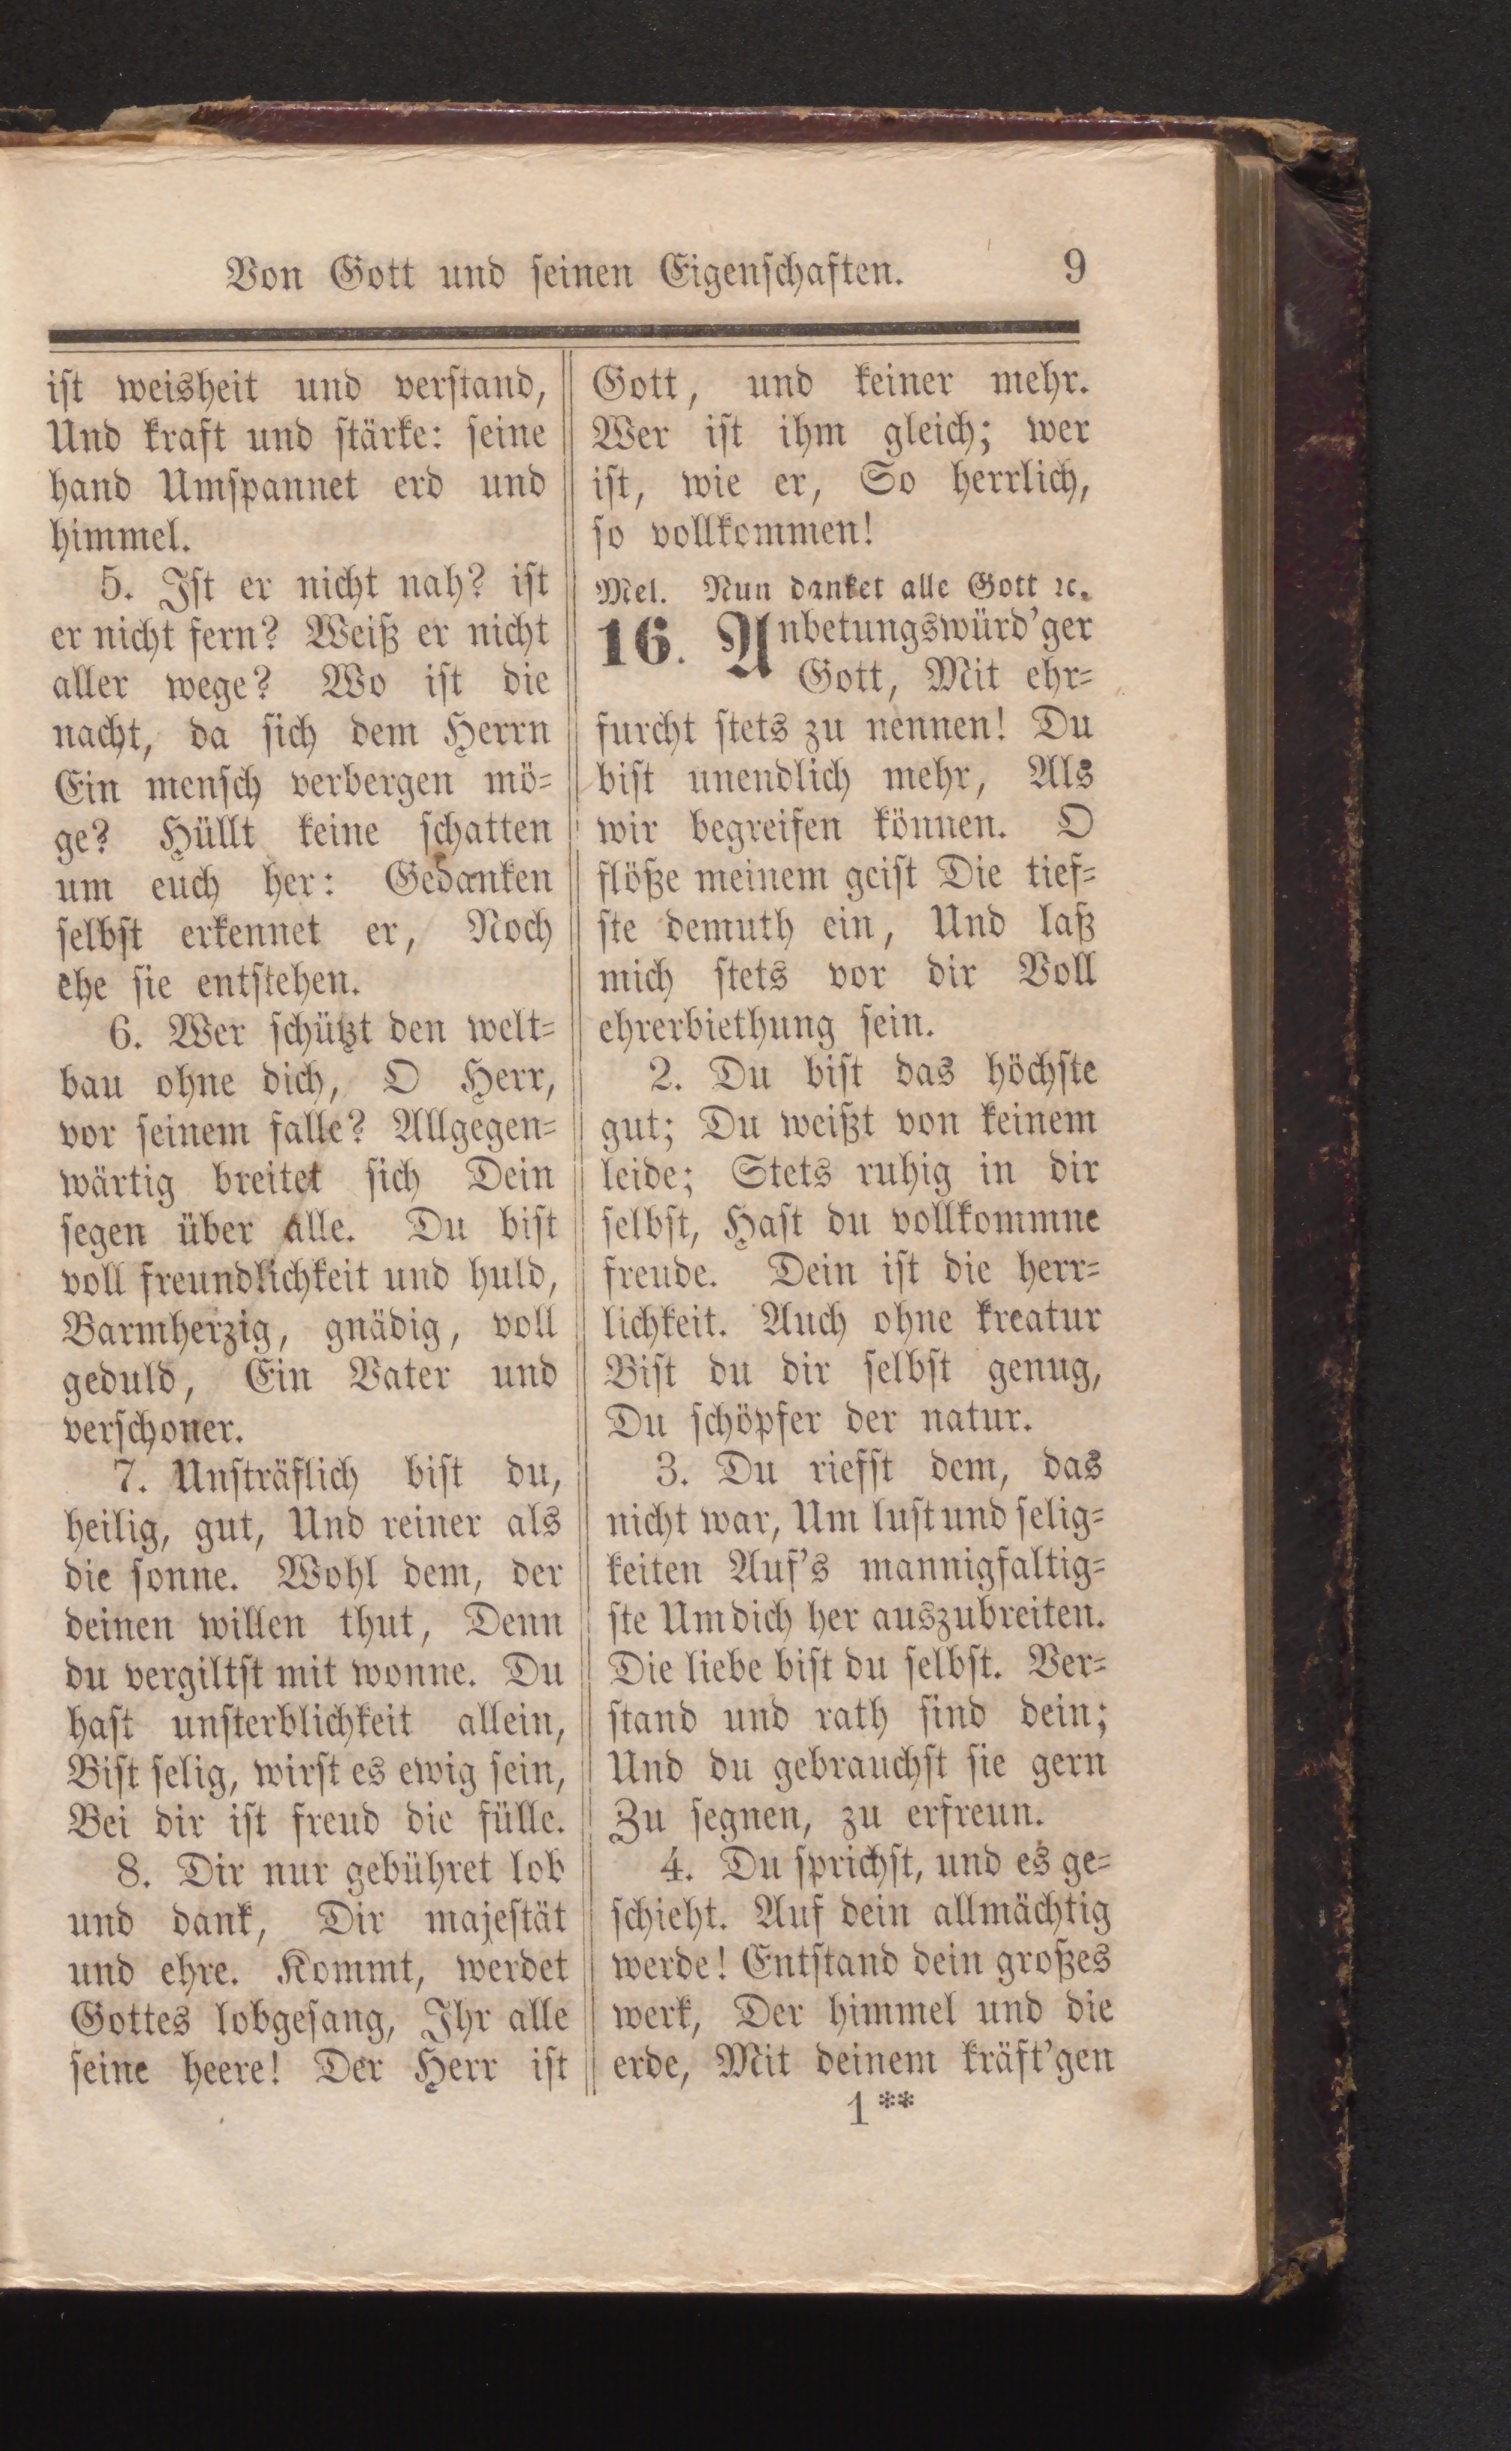 Von Gott und seinen Eigenschaften. 9
ist weisheit und verstand,
Und kraft und stärke: seine
hand Umspannet erd und
himmel.
5. Ist er nicht nah? ist
er nicht fern? Weiß er nicht
aller wege? Wo ist die
nacht, da sich dem Herrn
Ein mensch verbergen mö=
ge? Hüllt keine schatten
um euch her: Gedanken
selbst erkennet er, Noch
ehe sie entstehen.
6. Wer schützt den welt=
bau ohne dich, O Herr,
vor seinem falle? Allgegen=
wärtig breitet sich Dein
segen über alle. Du bist
voll freundlichkeit und huld,
Barmherzig, gnädig, voll
geduld, Ein Vater und
verschoner.
7. Unsträflich bist du,
heilig, gut, Und reiner als
die sonne. Wohl dem, der
deinen willen thut, Denn
du vergiltst mit wonne. Du
hast unsterblichkeit allein,
Bist selig, wirst es ewig sein,
Bei dir ist freud die fülle.
8. Dir nur gebühret lob
und dank, Dir majestät
und ehre. Kommt, werdet
Gottes lobgesang, Ihr alle
seine heere! Der Herr ist
Gott, und keiner mehr.
Wer ist ihm gleich; wer
ist, wie er, So herrlich,
so vollkommen!
Mel. Nun danket alle Gott ꝛc.
16. Anbetungswürd'ger
Gott, Mit ehr=
furcht stets zu nennen! Du
bist unendlich mehr, Als
wir begreifen können. O
flöße meinem geist Die tief=
ste demuth ein, Und laß
mich stets vor dir Voll
ehrerbiethung sein.
2. Du bist das höchste
gut; Du weißt von keinem
leide; Stets ruhig in dir
selbst, Hast du vollkommne
freude. Dein ist die herr=
lichkeit. Auch ohne kreatur
Bist du dir selbst genug,
Du schöpfer der natur.
3. Du riefst dem, das
nicht war, Um lust und selig=
keiten Auf's mannigfaltig=
ste Um dich her auszubreiten.
Die liebe bist du selbst. Ver=
stand und rath sind dein;
Und du gebrauchst sie gern
Zu segnen, zu erfreun.
4. Du sprichst, und es ge=
schieht. Auf dein allmächtig
werde! Entstand dein großes
werk, Der himmel und die
erde, Mit deinem kräft'gen
1**